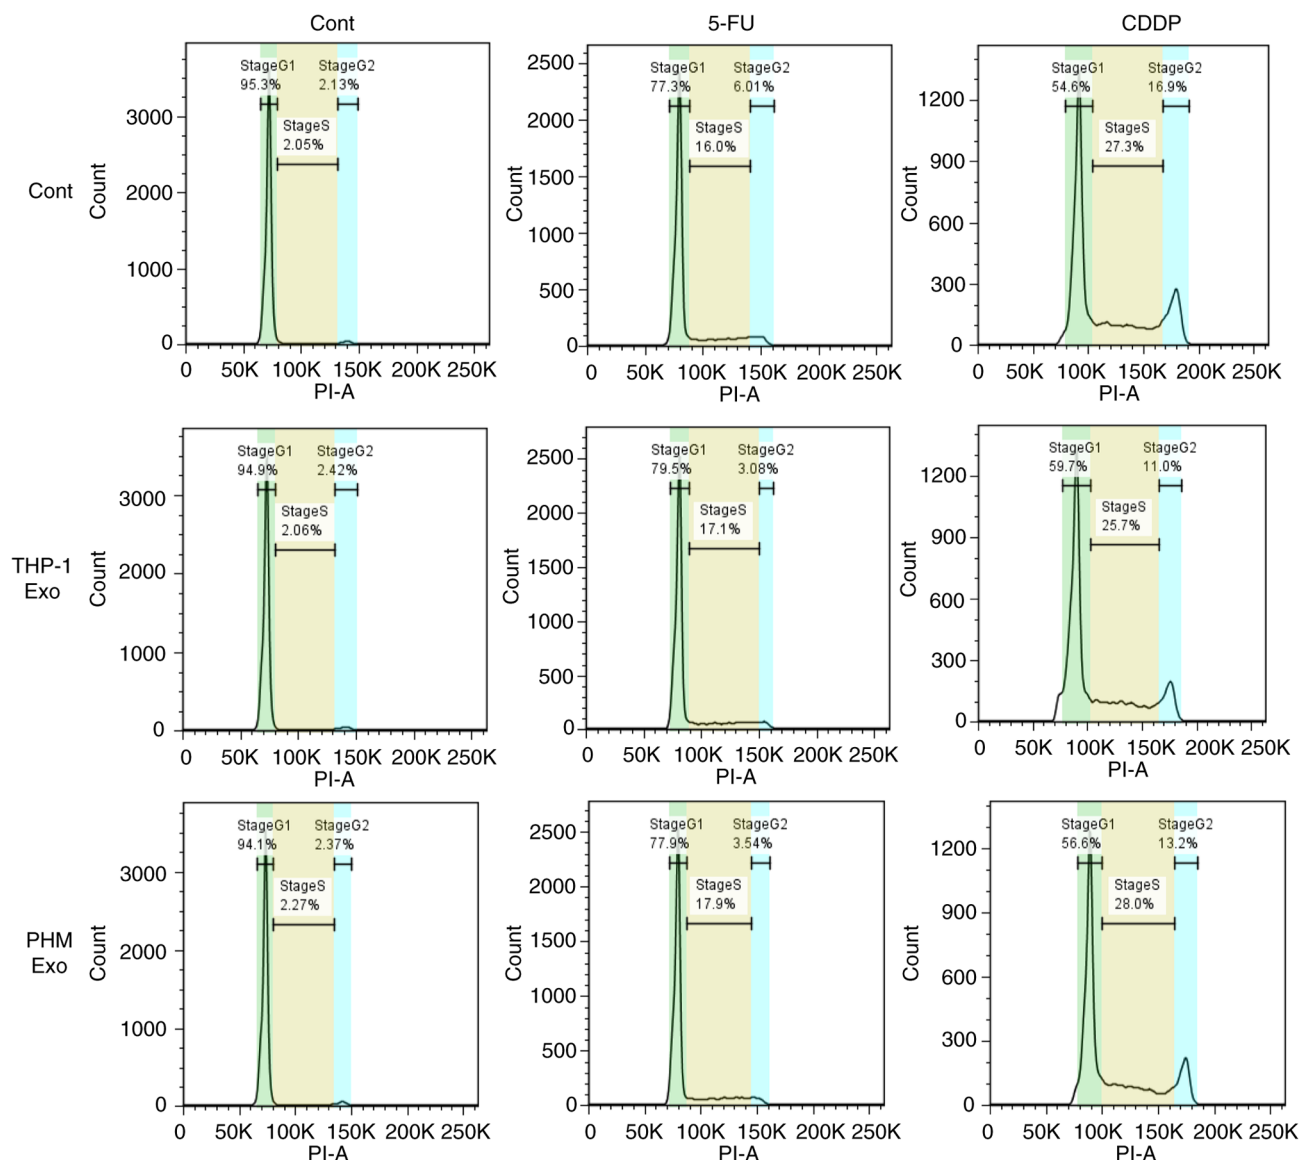 Cont 5-FU CDDP
Cont
StageG1 StageG2
95.3% 2.13%
StageS
2.05%
Count
3000
2000
1000
0
0 50K 100K 150K 200K 250K
PI-A
StageG1 StageG2
77.3% 6.01%
StageS
16.0%
Count
2500
2000
1500
1000
500
0
0 50K 100K 150K 200K 250K
PI-A
StageG1 StageG2
54.6% 16.9%
StageS
27.3%
Count
1200
900
600
300
0
0 50K 100K 150K 200K 250K
PI-A
THP-1
Exo
StageG1 StageG2
94.9% 2.42%
StageS
2.06%
Count
3000
2000
1000
0
0 50K 100K 150K 200K 250K
PI-A
StageG1 StageG2
79.5% 3.08%
StageS
17.1%
Count
2500
2000
1500
1000
500
0
0 50K 100K 150K 200K 250K
PI-A
StageG1 StageG2
59.7% 11.0%
StageS
25.7%
Count
1200
900
600
300
0
0 50K 100K 150K 200K 250K
PI-A
PHM
Exo
StageG1 StageG2
94.1% 2.37%
StageS
2.27%
Count
3000
2000
1000
0
0 50K 100K 150K 200K 250K
PI-A
StageG1 StageG2
77.9% 3.54%
StageS
17.9%
Count
2500
2000
1500
1000
500
0
0 50K 100K 150K 200K 250K
PI-A
StageG1 StageG2
56.6% 13.2%
StageS
28.0%
Count
1200
900
600
300
0
0 50K 100K 150K 200K 250K
PI-A